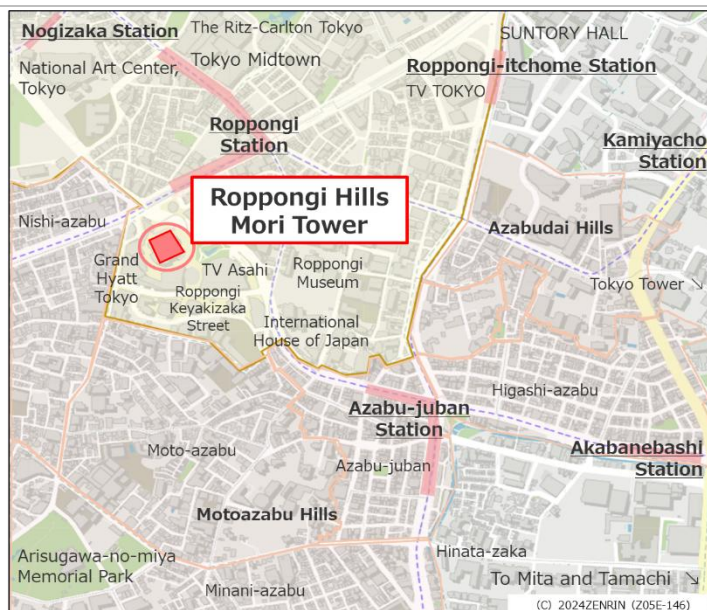 Nogizaka Station
The Ritz-Carlton Tokyo
SUNTORY HALL
National Art Center,
Tokyo
Tokyo Midtown
Roppongi-itchome Station
TV TOKYO
Roppongi
Station
Kamiyacho
Station
Roppongi Hills
Mori Tower
Nishi-azabu
Azabudai Hills
Grand
Hyatt
Tokyo
TV Asahi
Roppongi
Museum
Tokyo Tower ↘
Roppongi
Keyakizaka
Street
International
House of Japan
Higashi-azabu
Azabu-juban
Station
Moto-azabu
Azabu-juban
Akabanebashi
Station
Motoazabu Hills
Arisugawa-no-miya
Memorial Park
Hinata-zaka
Minani-azabu
To Mita and Tamachi ↘
(C) 2024ZENRIN (Z05E-146)